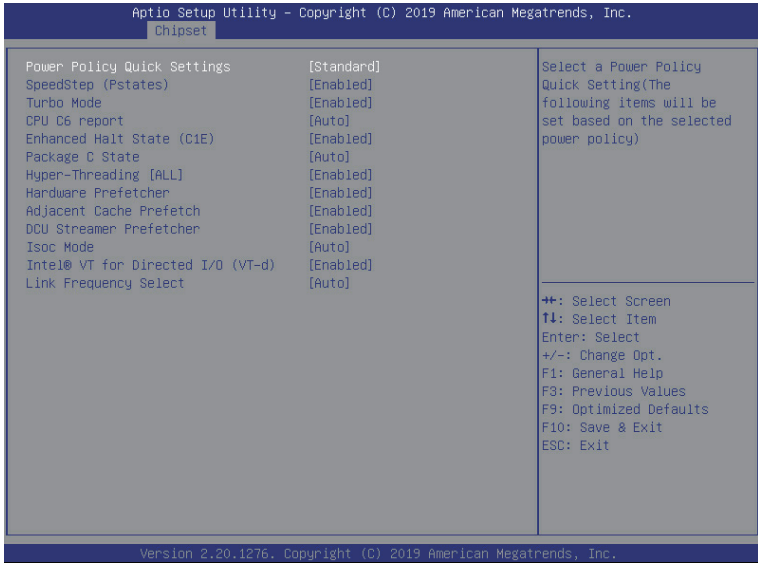 Aptio Setup Utility – Copyright (C) 2019 American Megatrends, Inc.
Chipset
Power Policy Quick Settings [Standard]
SpeedStep (Pstates) [Enabled]
Turbo Mode [Enabled]
CPU C6 report [Auto]
Enhanced Halt State (C1E) [Enabled]
Package C State [Auto]
Hyper-Threading [ALL] [Enabled]
Hardware Prefetcher [Enabled]
Adjacent Cache Prefetch [Enabled]
DCU Streamer Prefetcher [Enabled]
Isoc Mode [Auto]
Intel® VT for Directed I/O (VT-d) [Enabled]
Link Frequency Select [Auto]
Select a Power Policy
Quick Setting(The
following items will be
set based on the selected
power policy)
→←: Select Screen
↑↓: Select Item
Enter: Select
+/-: Change Opt.
F1: General Help
F3: Previous Values
F9: Optimized Defaults
F10: Save & Exit
ESC: Exit
Version 2.20.1276. Copyright (C) 2019 American Megatrends, Inc.